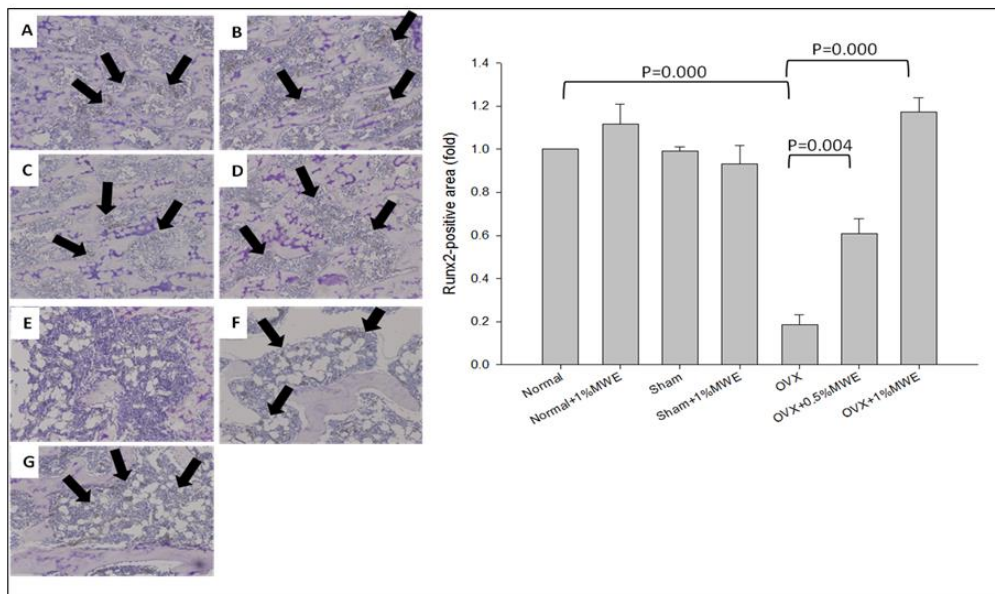 A
B
C
D
E
F
G
P=0.000
P=0.000
P=0.004
Runx2-positive area (fold)
1.4
1.2
1.0
0.8
0.6
0.4
0.2
0.0
Normal
Normal+1%MWE
Sham
Sham+1%MWE
OVX
OVX+0.5%MWE
OVX+1%MWE